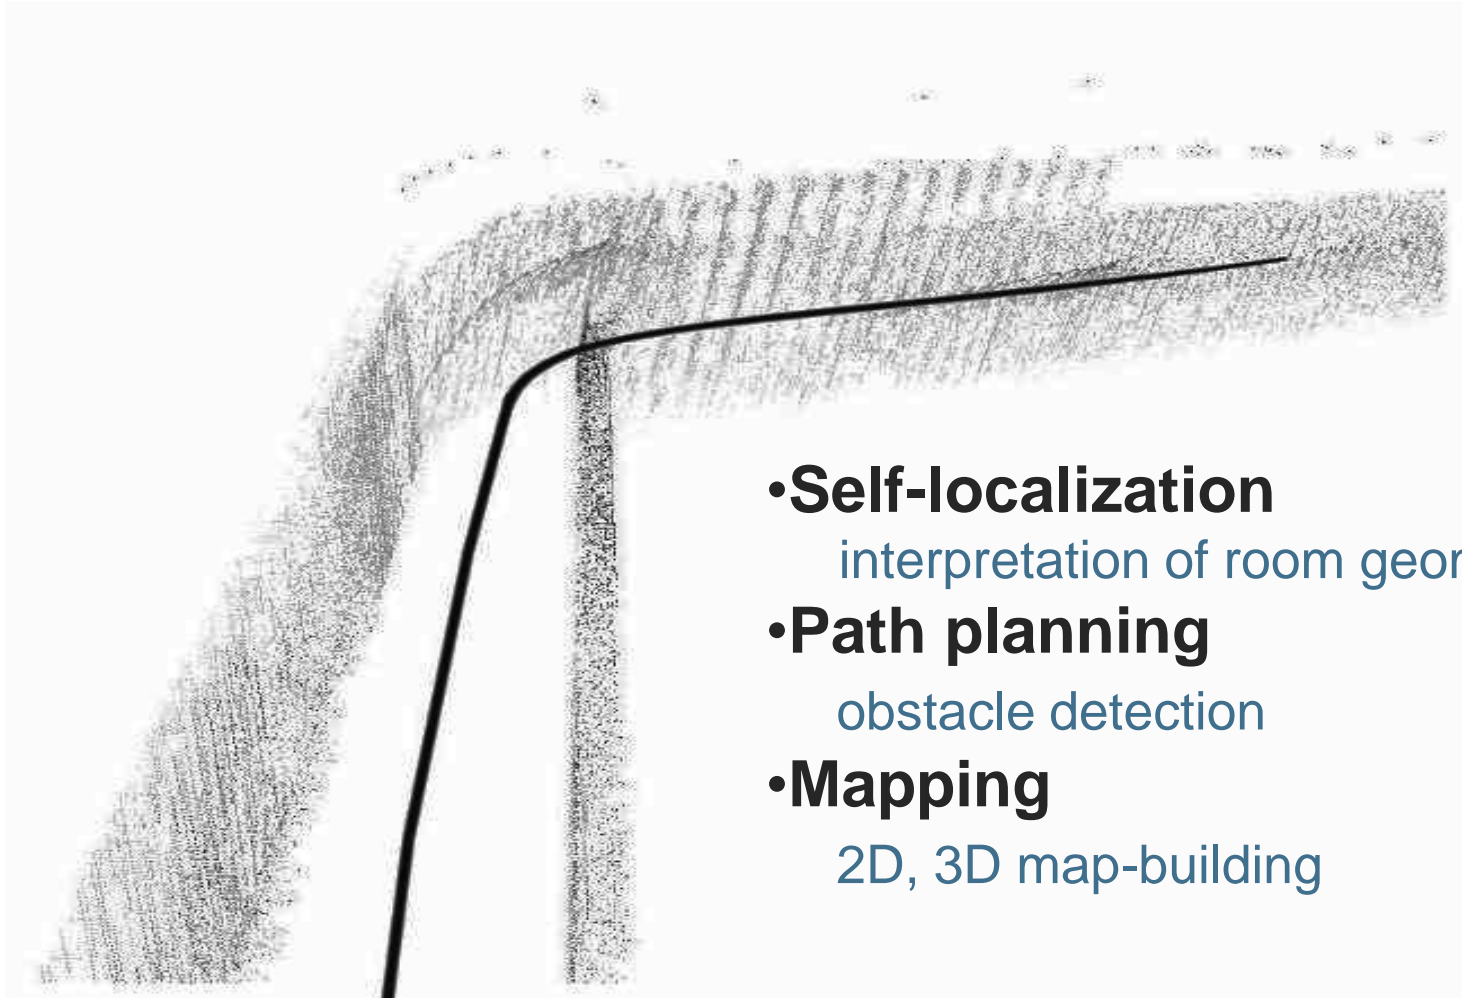 •Self-localization
interpretation of room
•Path planning
obstacle detection
•Mapping
2D, 3D map-building